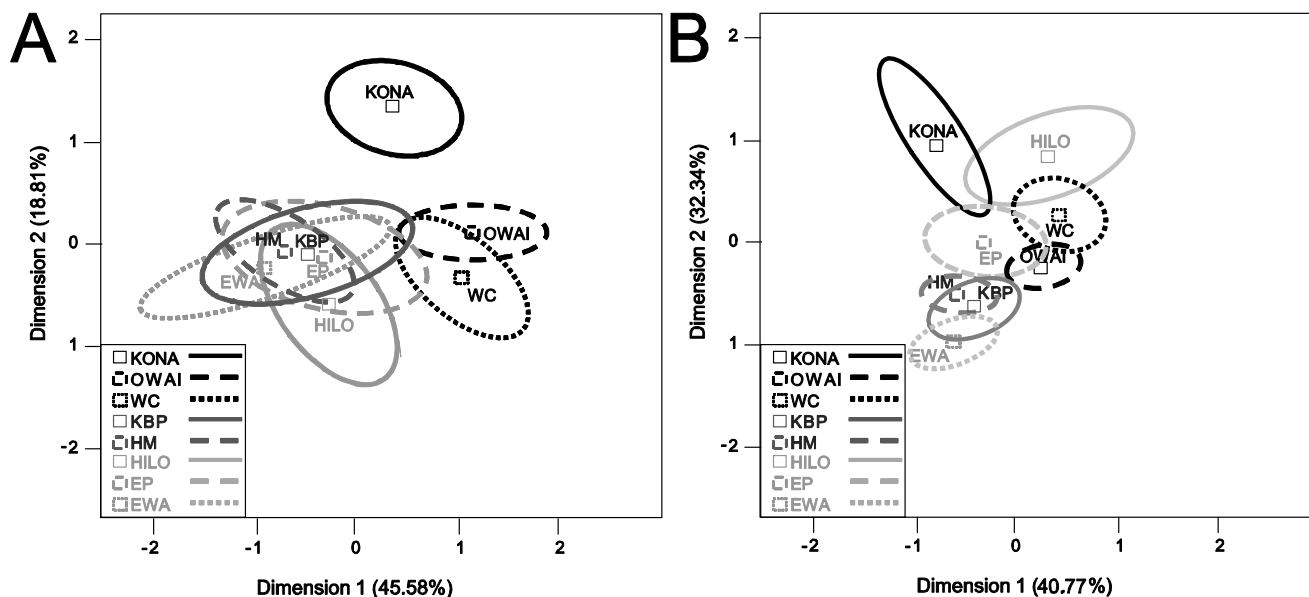 A
2
1
0
1
-2
Dimension 2 (18.81%)
KONA
HM
KBP
EP
EWA
HILO
OWAI
WC
KONA
OWAI
WC
KBP
HM
HILO
EP
EWA
-2
-1
0
1
2
Dimension 1 (45.58%)
B
2
1
0
1
-2
Dimension 2 (32.34%)
KONA
HILO
WC
EP
OWAI
HM
KBP
EWA
KONA
OWAI
WC
KBP
HM
HILO
EP
EWA
-2
-1
0
1
2
Dimension 1 (40.77%)